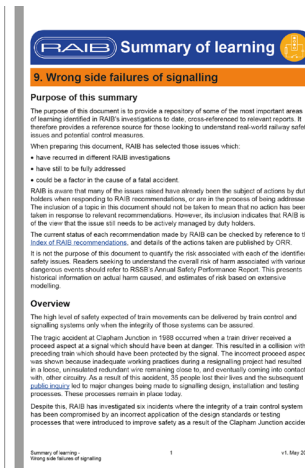 RAIB Summary of learning
9. Wrong side failures of signalling
Purpose of this summary
The purpose of this document is to provide a repository of some of the most important areas
of learning identified in RAIB's investigations to date, cross-referenced to relevant reports. It
therefore provides a reference source for those looking to understand real-world railway safet
issues and potential control measures.
When preparing this document, RAIB has selected those issues which:
• have recurred in different RAIB investigations
• have still to be fully addressed
• could be a factor in the cause of a fatal accident.
RAIB is aware that many of the issues raised have already been the subject of actions by dut
holders when responding to RAIB recommendations, or are in the process of being addresse
The inclusion of a topic in this document should not be taken to mean that no action has been
taken in response to relevant recommendations. However, its inclusion indicates that RAIB is
of the view that the issue still needs to be actively managed by duty holders.
The current status of each recommendation made by RAIB can be checked by reference to th
Index of RAIB recommendations, and details of the actions taken are published by ORR.
It is not the purpose of this document to quantify the risk associated with each of the identifie
safety issues. Readers seeking to understand the overall risk of harm associated with various
dangerous events should refer to RSSB's Annual Safety Performance Report. This presents
historical information on actual harm caused, and estimates of risk based on extensive
modelling.
Overview
The high level of safety expected of train movements can be delivered by train control and
signalling systems only when the integrity of those systems can be assured.
The tragic accident at Clapham Junction in 1988 occurred when a train driver received a
proceed aspect at a signal which should have been at danger. This resulted in a collision with
preceding train which should have been protected by the signal. The incorrect proceed aspec
was shown because inadequate working practices during a resignalling project had resulted
in a loose, uninsulated redundant wire remaining close to, and eventually coming into contact
with, other circuitry. As a result of this accident, 35 people lost their lives and the subsequent
public inquiry led to major changes being made to signalling design, installation and testing
processes. These processes remain in place today.
Despite this, RAIB has investigated six incidents where the integrity of a train control system
has been compromised by an incorrect application of the design standards or testing
processes that were introduced to improve safety as a result of the Clapham Junction acciden
Summary of learning - 1 v1. May 20
Wrong side failures of signalling